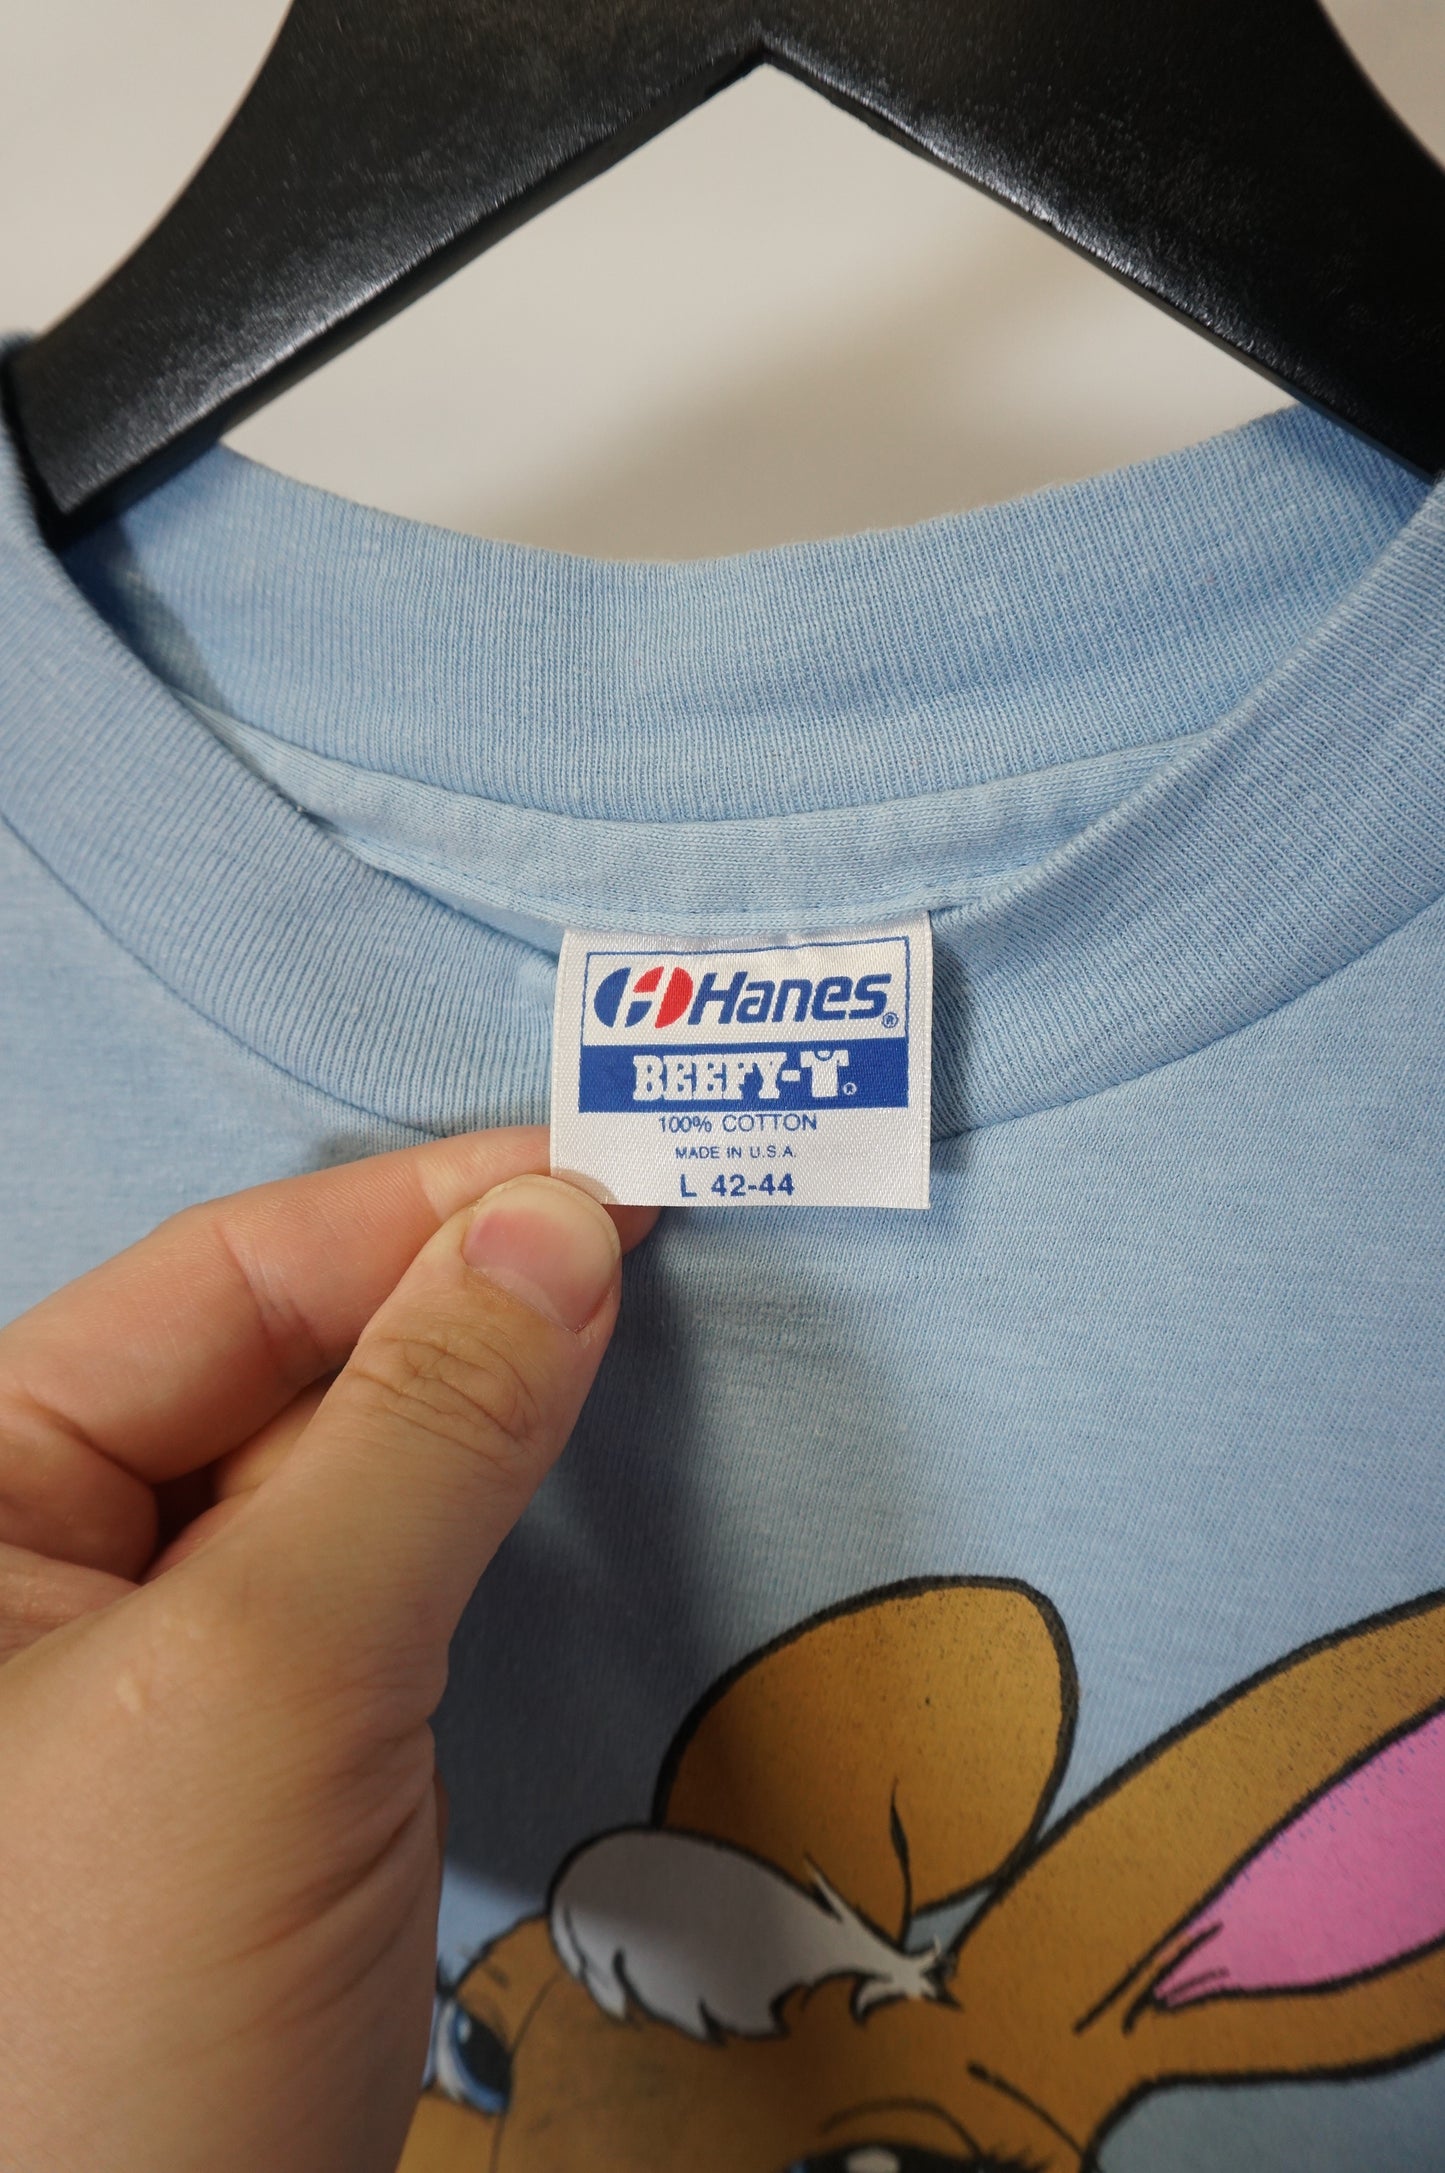 Hanes®
BEEFY-T®
100% COTTON
MADE IN U.S.A.
L 42-44